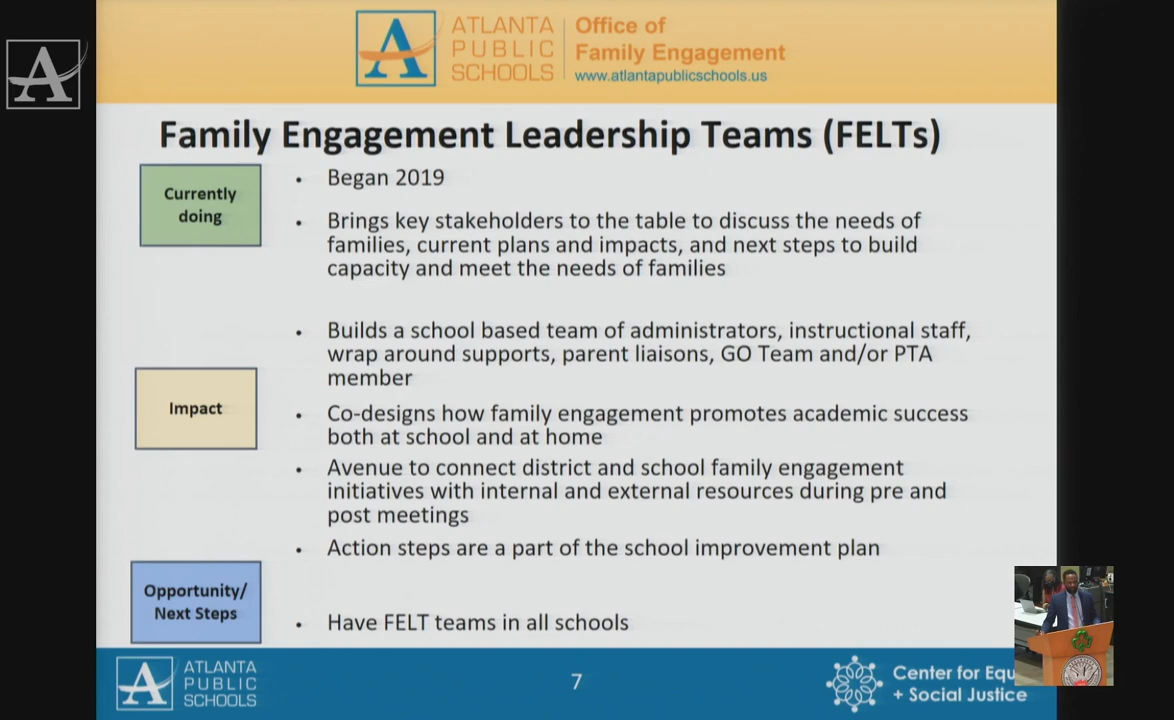 ATLANTA
PUBLIC
SCHOOLS
Office of
Family Engagement
www.atlantapublicschools.us
Family Engagement Leadership Teams (FELTs)
Currently
doing
• Began 2019
• Brings key stakeholders to the table to discuss the needs of
families, current plans and impacts, and next steps to build
capacity and meet the needs of families
• Builds a school based team of administrators, instructional staff,
wrap around supports, parent liaisons, GO Team and/or PTA
member
Impact
• Co-designs how family engagement promotes academic success
both at school and at home
• Avenue to connect district and school family engagement
initiatives with internal and external resources during pre and
post meetings
• Action steps are a part of the school improvement plan
Opportunity/
Next Steps
• Have FELT teams in all schools
ATLANTA
PUBLIC
SCHOOLS
7
Center for Equ
+ Social Justice